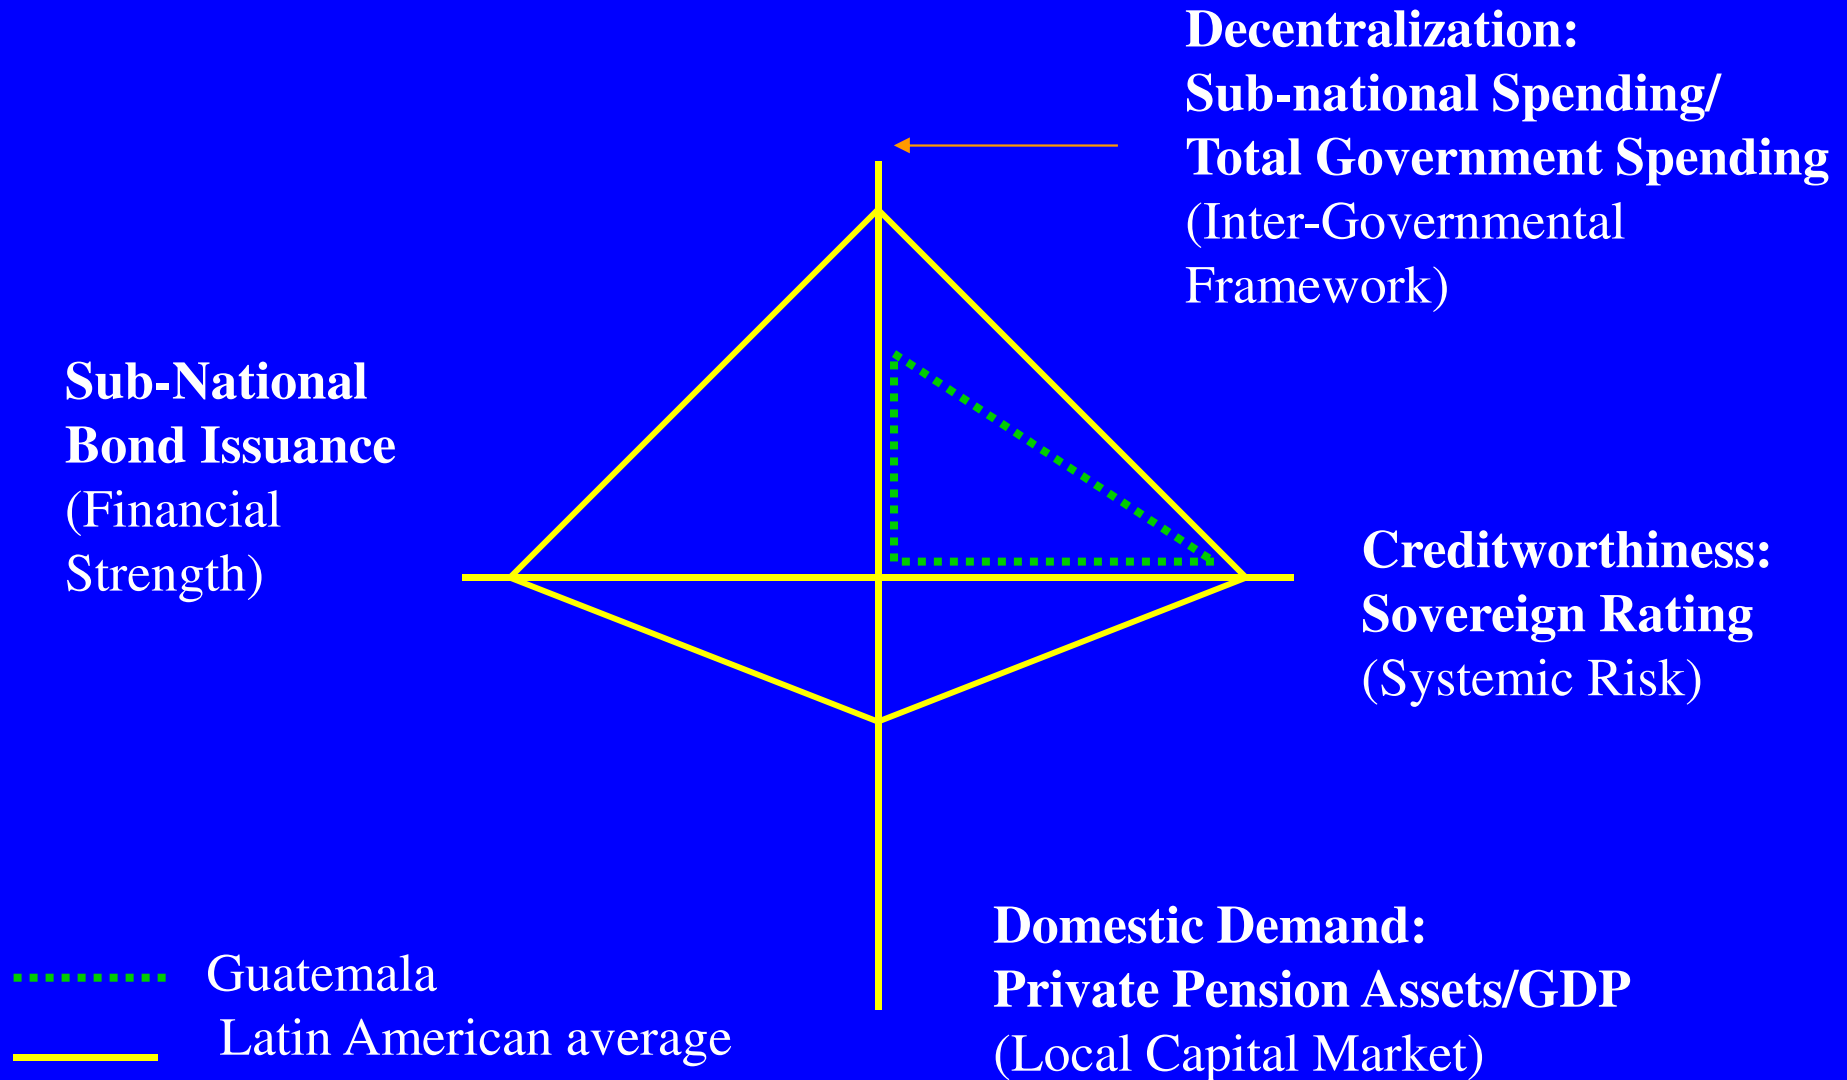 Decentralization:
Sub-national Spending/
Total Government Spending
(Inter-Governmental
Framework)
Sub-National
Bond Issuance
(Financial
Strength)
Creditworthiness:
Sovereign Rating
(Systemic Risk)
Domestic Demand:
Private Pension Assets/GDP
(Local Capital Market)
Guatemala
Latin American average